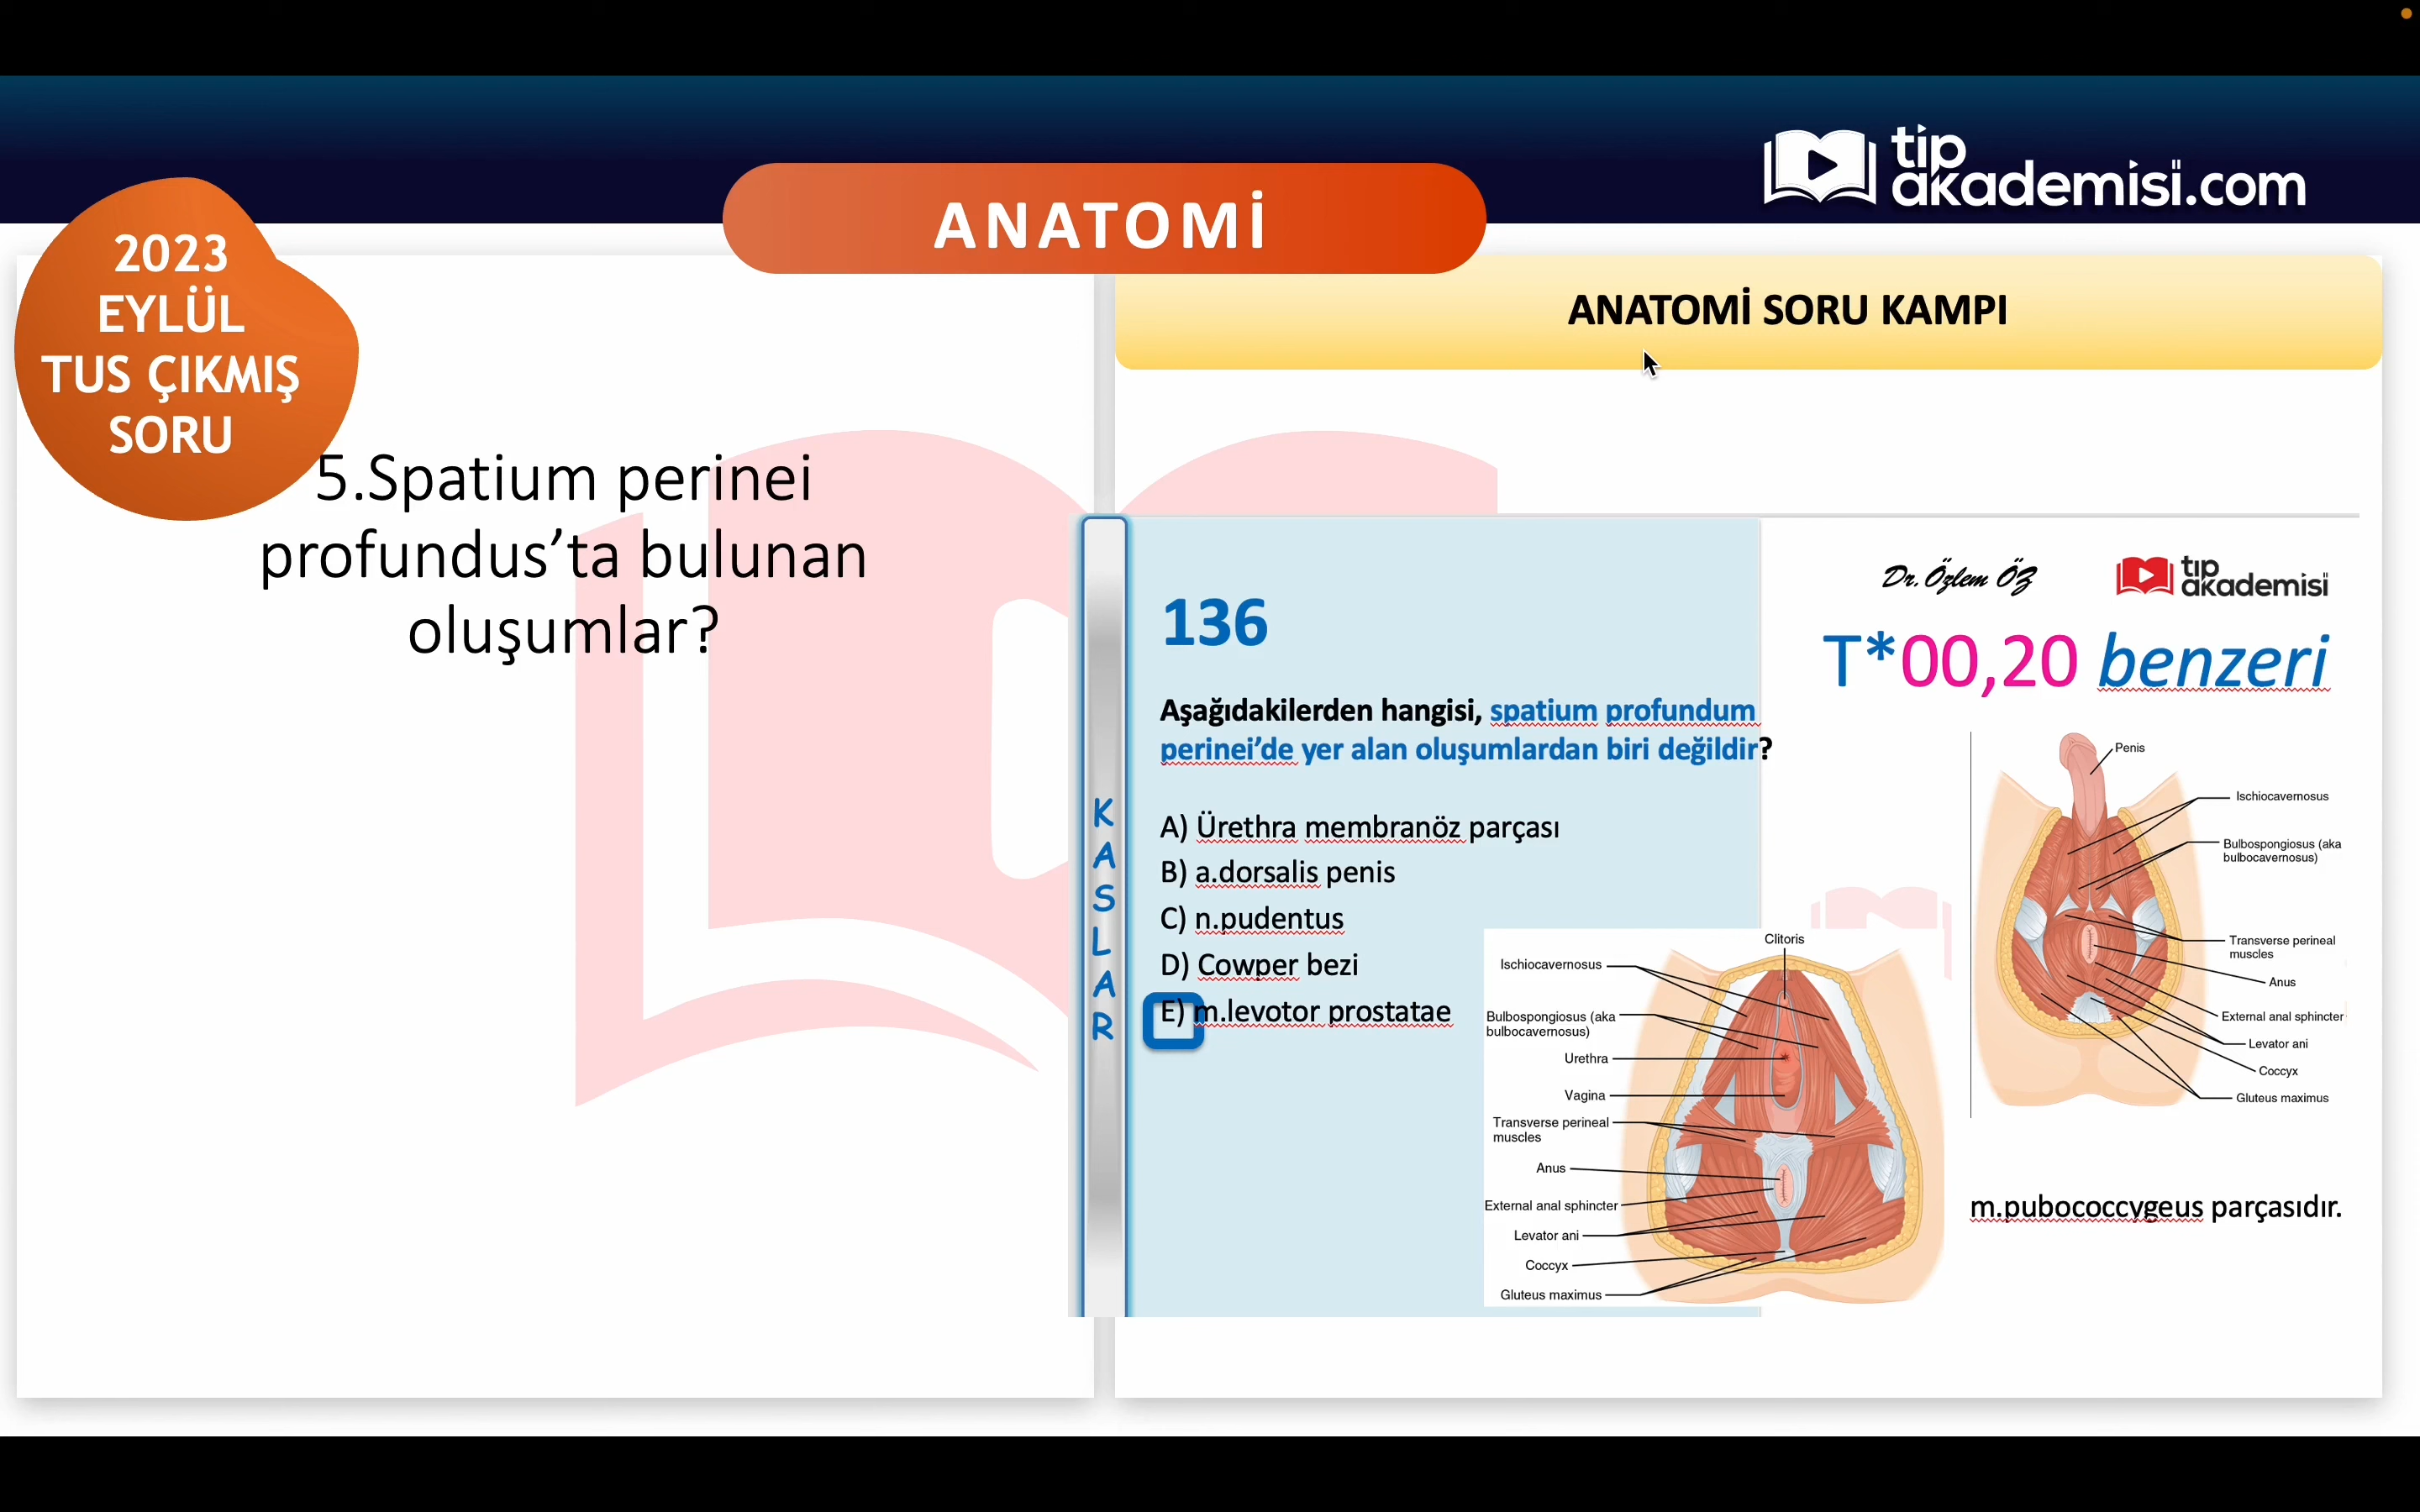 tıp
akademisi.com
ANATOMİ
2023
EYLÜL
TUS ÇIKMIŞ
SORU
ANATOMİ SORU KAMPI
5.Spatium perinei
profundus’ta bulunan
oluşumlar?
KASLAR
136
Aşağıdakilerden hangisi, spatium profundum
perinei’de yer alan oluşumlardan biri değildir?
A) Ürethra membranöz parçası
B) a.dorsalis penis
C) n.pudentus
D) Cowper bezi
E) m.levotor prostatae
Dr. Özlem ÖZ
tıp
akademisi
T*00,20 benzeri
Clitoris
Ischiocavernosus
Bulbospongiosus (aka
bulbocavernosus)
Urethra
Vagina
Transverse perineal
muscles
Anus
External anal sphincter
Levator ani
Coccyx
Gluteus maximus
Penis
Ischiocavernosus
Bulbospongiosus (aka
bulbocavernosus)
Transverse perineal
muscles
Anus
External anal sphincter
Levator ani
Coccyx
Gluteus maximus
m.pubococcygeus parçasıdır.